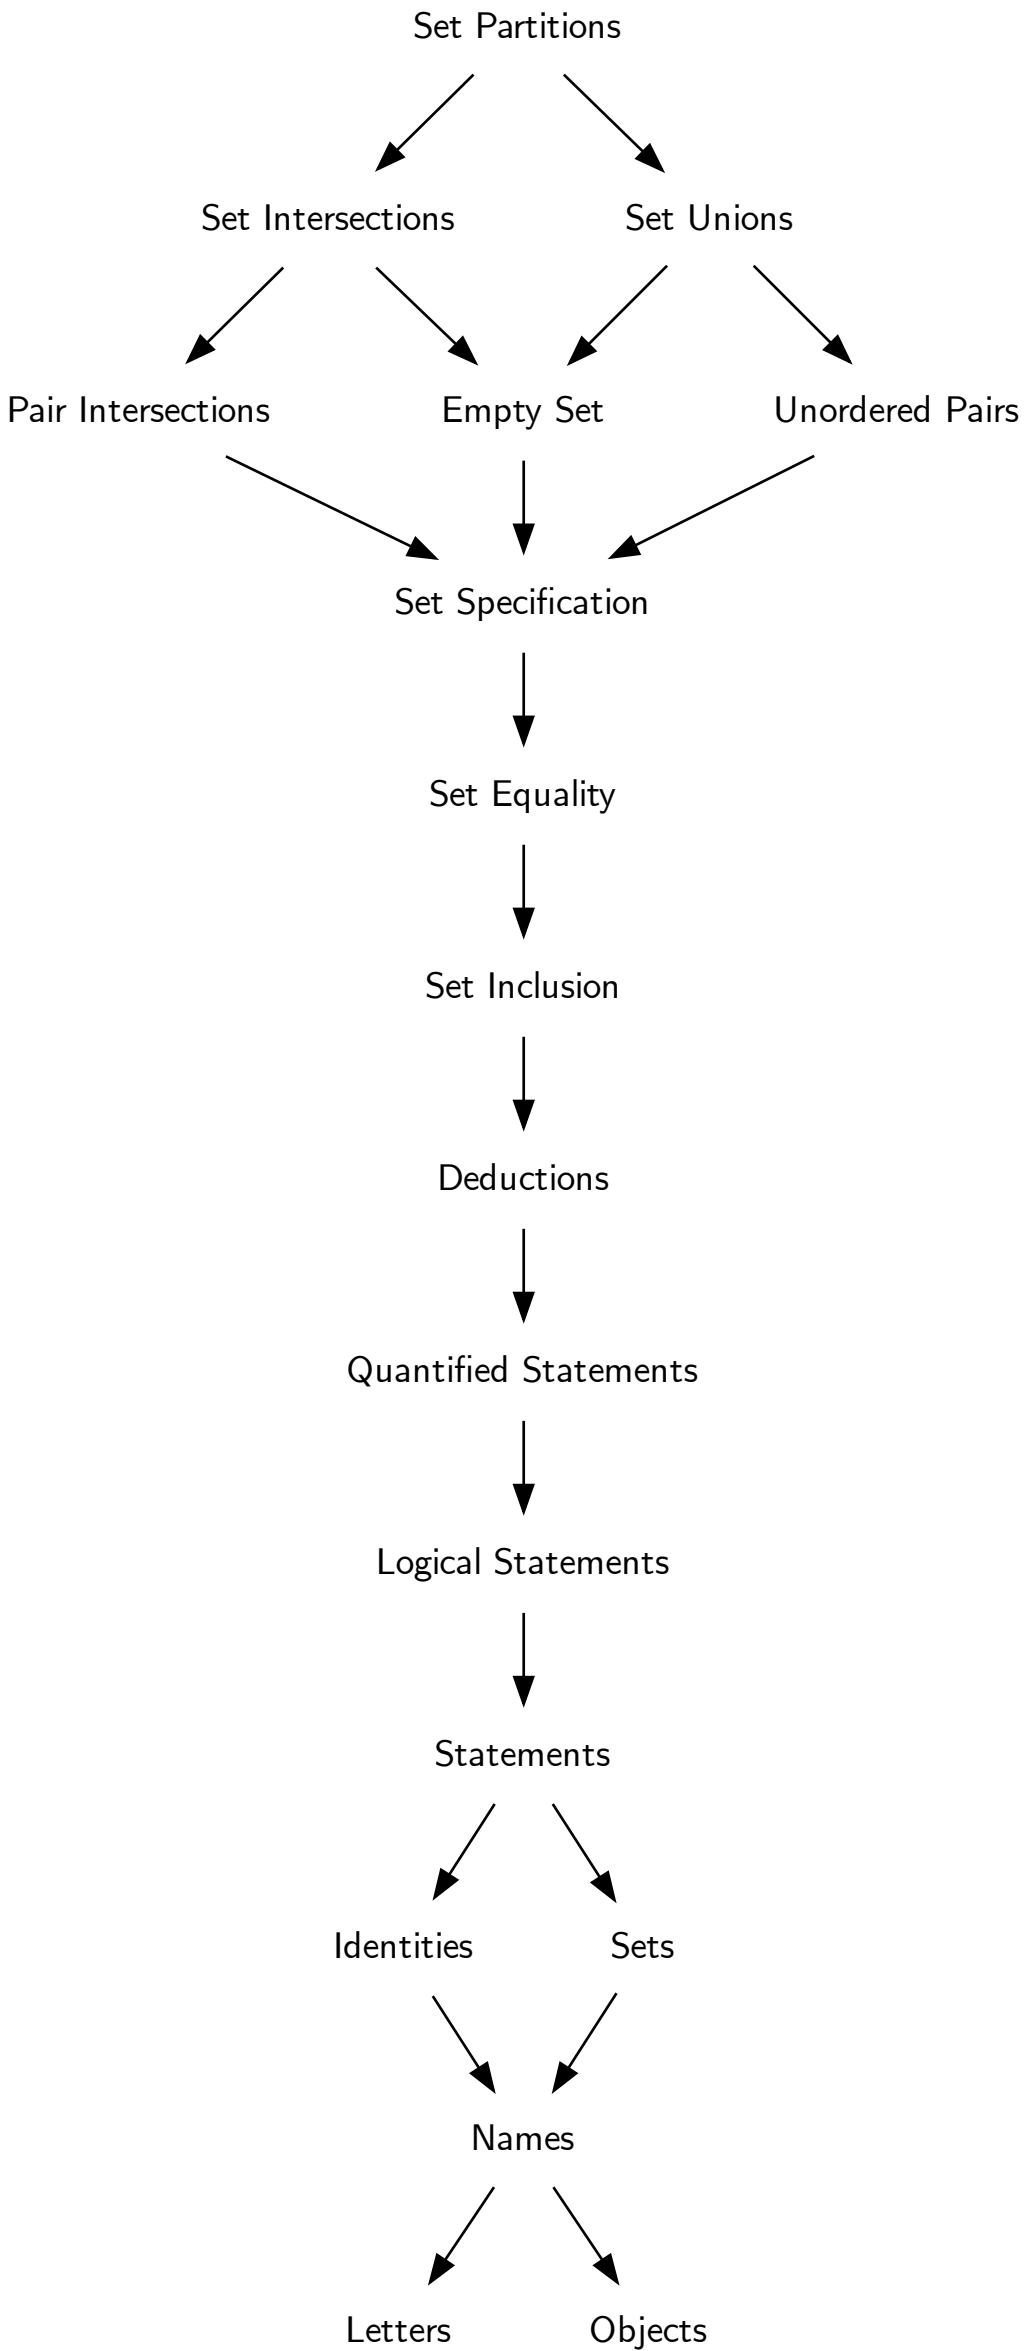 Set Partitions
Set Intersections
Set Unions
Pair Intersections
Empty Set
Unordered Pairs
Set Specification
Set Equality
Set Inclusion
Deductions
Quantified Statements
Logical Statements
Statements
Identities
Sets
Names
Letters
Objects